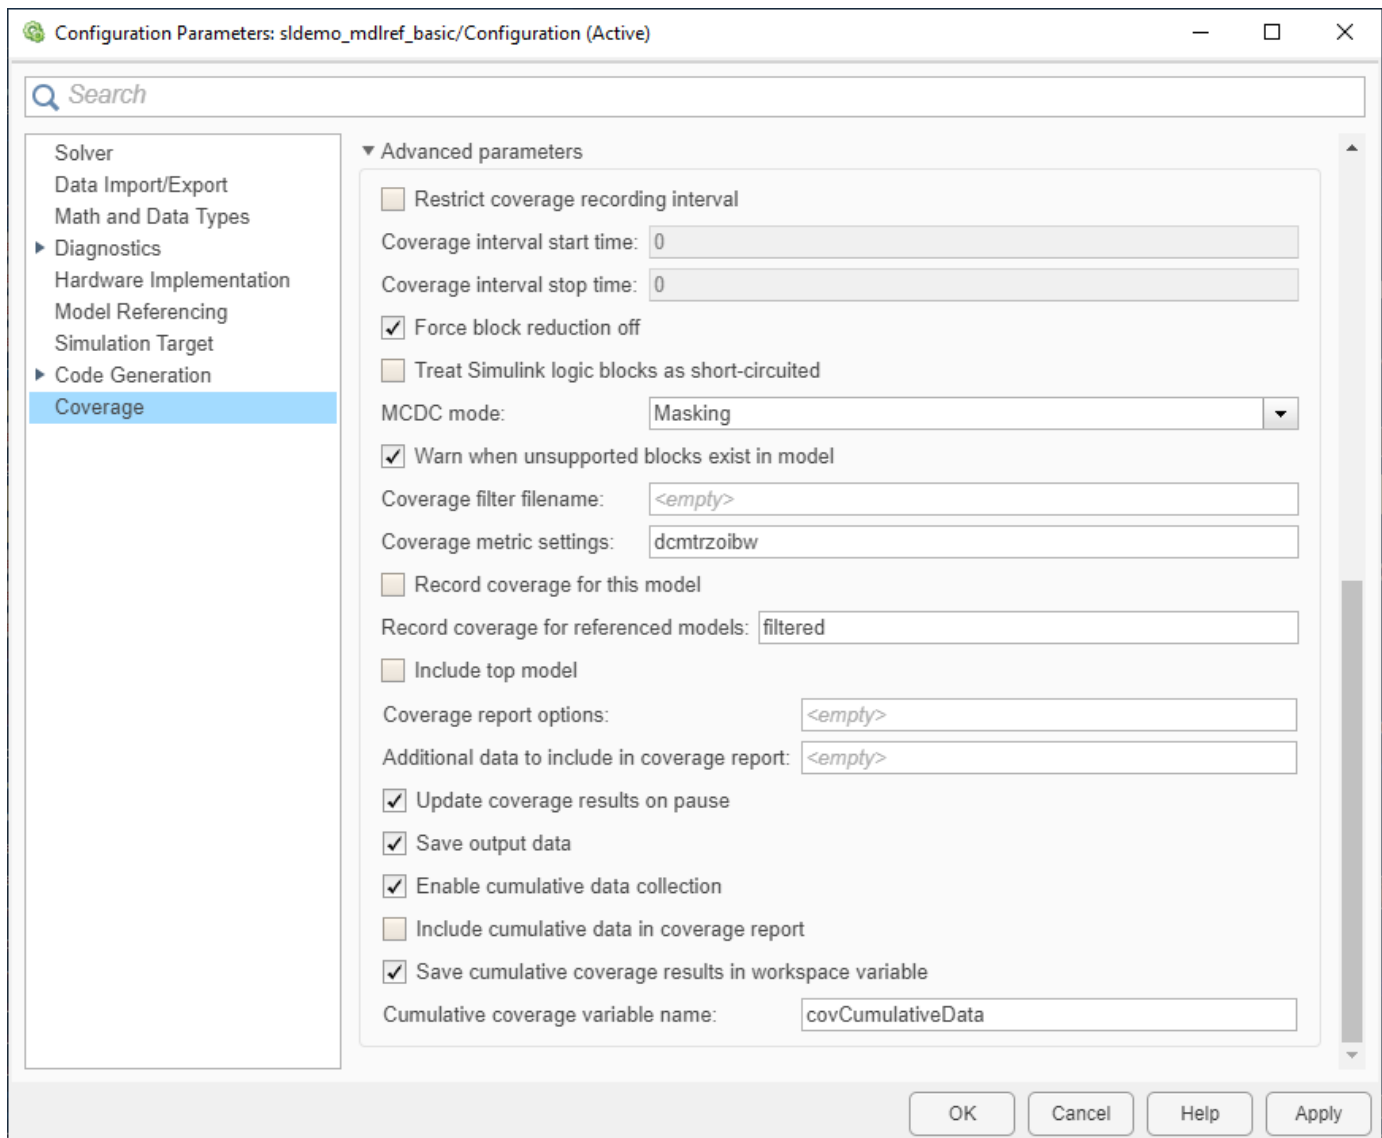 Configuration Parameters: sldemo_mdlref_basic/Configuration (Active)
Search
Solver
Data Import/Export
Math and Data Types
Diagnostics
Hardware Implementation
Model Referencing
Simulation Target
Code Generation
Coverage
Advanced parameters
Restrict coverage recording interval
Coverage interval start time: 0
Coverage interval stop time: 0
Force block reduction off
Treat Simulink logic blocks as short-circuited
MCDC mode: Masking
Warn when unsupported blocks exist in model
Coverage filter filename: <empty>
Coverage metric settings: dcmtrzoibw
Record coverage for this model
Record coverage for referenced models: filtered
Include top model
Coverage report options: <empty>
Additional data to include in coverage report: <empty>
Update coverage results on pause
Save output data
Enable cumulative data collection
Include cumulative data in coverage report
Save cumulative coverage results in workspace variable
Cumulative coverage variable name: covCumulativeData
OK Cancel Help Apply